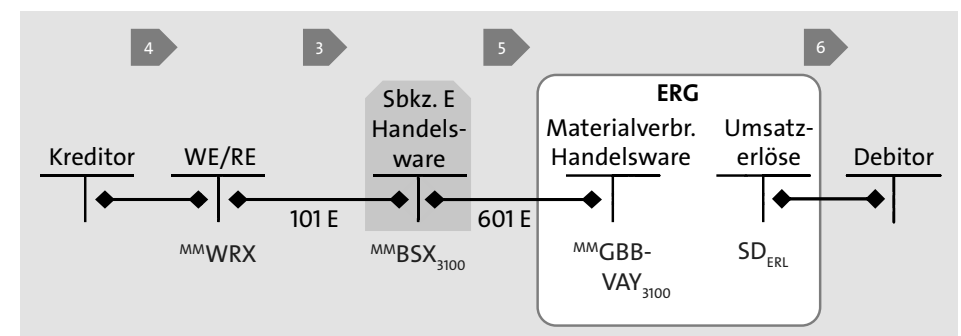 4
3
5
6
Sbkz. E
Handels-
ware
ERG
Materialverbr.
Handelsware
Umsatz-
erlöse
Kreditor
WE/RE
Debitor
101 E
601 E
MMWRX
MMBSX3100
MMGBB-
VAY3100
SDERL